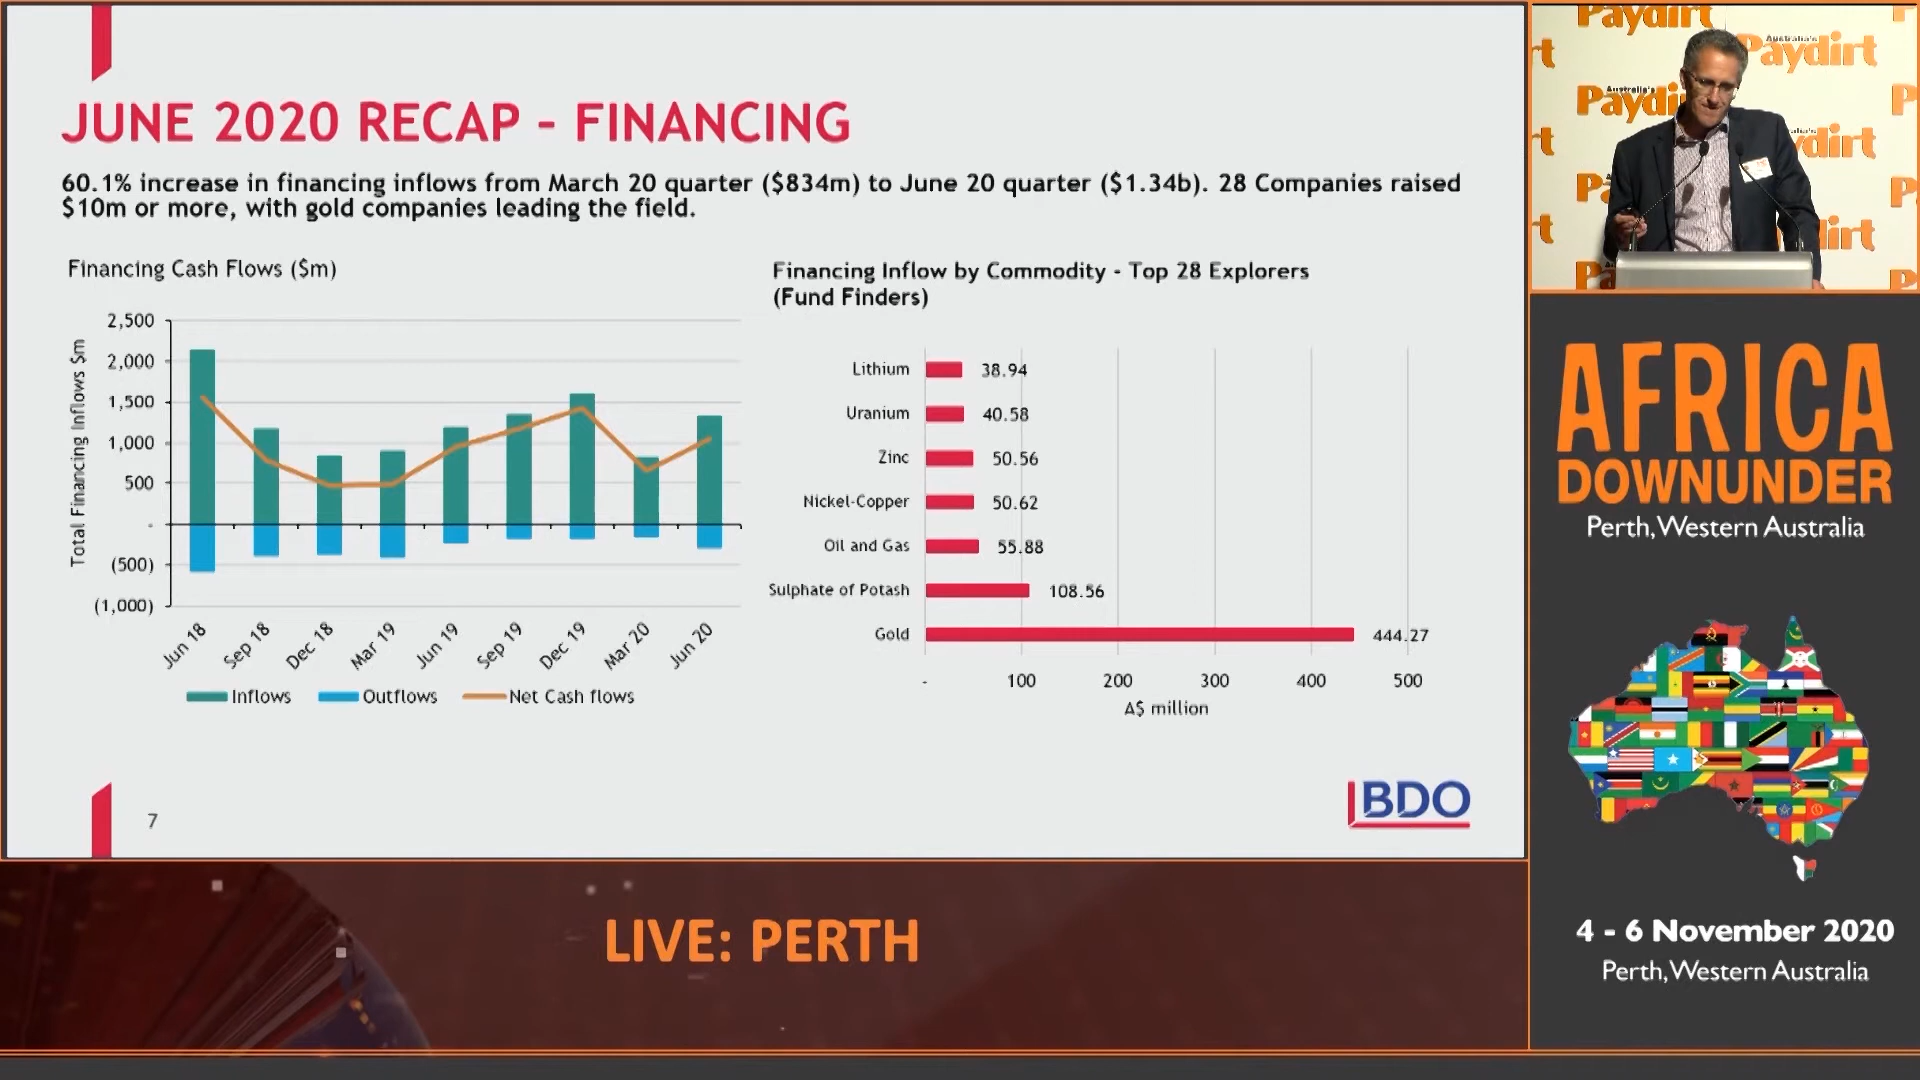 JUNE 2020 RECAP - FINANCING
60.1% increase in financing inflows from March 20 quarter ($834m) to June 20 quarter ($1.34b). 28 Companies raised
$10m or more, with gold companies leading the field.
Financing Cash Flows ($m)
Total Financing Inflows $m
2,500
2,000
1,500
1,000
500
-
(500)
(1,000)
Jun 18
Sep 18
Dec 18
Mar 19
Jun 19
Sep 19
Dec 19
Mar 20
Jun 20
Inflows
Outflows
Net Cash flows
Financing Inflow by Commodity - Top 28 Explorers
(Fund Finders)
Lithium 38.94
Uranium 40.58
Zinc 50.56
Nickel-Copper 50.62
Oil and Gas 55.88
Sulphate of Potash 108.56
Gold 444.27
- 100 200 300 400 500
A$ million
7
BDO
Paydirt
Australia's
Paydirt
Australia's
Paydi
ydirt
dirt
AFRICA
DOWNUNDER
Perth, Western Australia
4 - 6 November 2020
Perth, Western Australia
LIVE: PERTH